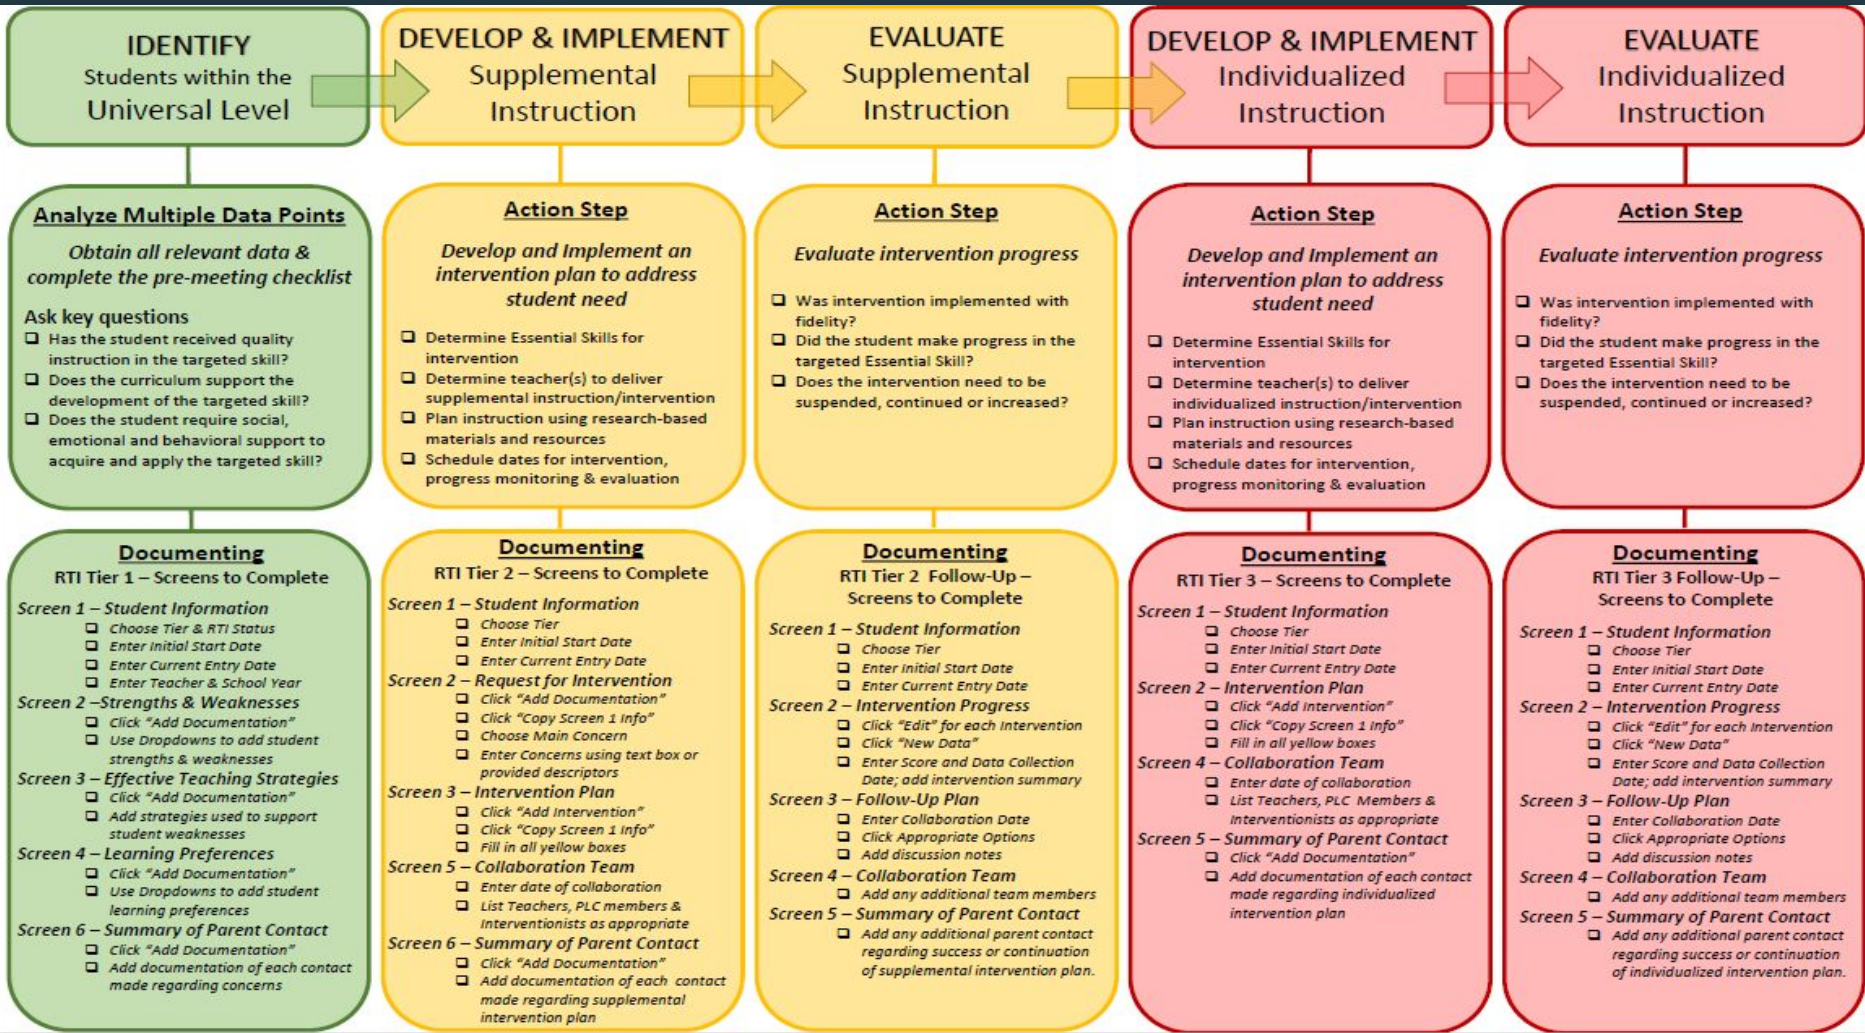 IDENTIFY
Students within the
Universal Level
DEVELOP & IMPLEMENT
Supplemental
Instruction
EVALUATE
Supplemental
Instruction
DEVELOP & IMPLEMENT
Individualized
Instruction
EVALUATE
Individualized
Instruction
Analyze Multiple Data Points
Obtain all relevant data &
complete the pre-meeting checklist
Ask key questions
❑ Has the student received quality
instruction in the targeted skill?
❑ Does the curriculum support the
development of the targeted skill?
❑ Does the student require social,
emotional and behavioral support to
acquire and apply the targeted skill?
Action Step
Develop and Implement an
intervention plan to address
student need
❑ Determine Essential Skills for
intervention
❑ Determine teacher(s) to deliver
supplemental instruction/intervention
❑ Plan instruction using research-based
materials and resources
❑ Schedule dates for intervention,
progress monitoring & evaluation
Action Step
Evaluate intervention progress
❑ Was intervention implemented with
fidelity?
❑ Did the student make progress in the
targeted Essential Skill?
❑ Does the intervention need to be
suspended, continued or increased?
Action Step
Develop and Implement an
intervention plan to address
student need
❑ Determine Essential Skills for
intervention
❑ Determine teacher(s) to deliver
individualized instruction/intervention
❑ Plan instruction using research-based
materials and resources
❑ Schedule dates for intervention,
progress monitoring & evaluation
Action Step
Evaluate intervention progress
❑ Was intervention implemented with
fidelity?
❑ Did the student make progress in the
targeted Essential Skill?
❑ Does the intervention need to be
suspended, continued or increased?
Documenting
RTI Tier 1 – Screens to Complete
Screen 1 – Student Information
❑ Choose Tier & RTI Status
❑ Enter Initial Start Date
❑ Enter Current Entry Date
❑ Enter Teacher & School Year
Screen 2 –Strengths & Weaknesses
❑ Click "Add Documentation"
❑ Use Dropdowns to add student
strengths & weaknesses
Screen 3 – Effective Teaching Strategies
❑ Click "Add Documentation"
❑ Add strategies used to support
student weaknesses
Screen 4 – Learning Preferences
❑ Click "Add Documentation"
❑ Use Dropdowns to add student
learning preferences
Screen 6 – Summary of Parent Contact
❑ Click "Add Documentation"
❑ Add documentation of each contact
made regarding concerns
Documenting
RTI Tier 2 – Screens to Complete
Screen 1 – Student Information
❑ Choose Tier
❑ Enter Initial Start Date
❑ Enter Current Entry Date
Screen 2 – Request for Intervention
❑ Click "Add Documentation"
❑ Click "Copy Screen 1 Info"
❑ Choose Main Concern
❑ Enter Concerns using text box or
provided descriptors
Screen 3 – Intervention Plan
❑ Click "Add Intervention"
❑ Click "Copy Screen 1 Info"
❑ Fill in all yellow boxes
Screen 5 – Collaboration Team
❑ Enter date of collaboration
❑ List Teachers, PLC members &
Interventionists as appropriate
Screen 6 – Summary of Parent Contact
❑ Click "Add Documentation"
❑ Add documentation of each contact
made regarding supplemental
intervention plan
Documenting
RTI Tier 2 Follow-Up –
Screens to Complete
Screen 1 – Student Information
❑ Choose Tier
❑ Enter Initial Start Date
❑ Enter Current Entry Date
Screen 2 – Intervention Progress
❑ Click "Edit" for each Intervention
❑ Click "New Data"
❑ Enter Score and Data Collection
Date; add intervention summary
Screen 3 – Follow-Up Plan
❑ Enter Collaboration Date
❑ Click Appropriate Options
❑ Add discussion notes
Screen 4 – Collaboration Team
❑ Add any additional team members
Screen 5 – Summary of Parent Contact
❑ Add any additional parent contact
regarding success or continuation
of supplemental intervention plan.
Documenting
RTI Tier 3 – Screens to Complete
Screen 1 – Student Information
❑ Choose Tier
❑ Enter Initial Start Date
❑ Enter Current Entry Date
Screen 2 – Intervention Plan
❑ Click "Add Intervention"
❑ Click "Copy Screen 1 Info"
❑ Fill in all yellow boxes
Screen 4 – Collaboration Team
❑ Enter date of collaboration
❑ List Teachers, PLC Members &
Interventionists as appropriate
Screen 5 – Summary of Parent Contact
❑ Click "Add Documentation"
❑ Add documentation of each contact
made regarding individualized
intervention plan
Documenting
RTI Tier 3 Follow-Up –
Screens to Complete
Screen 1 – Student Information
❑ Choose Tier
❑ Enter Initial Start Date
❑ Enter Current Entry Date
Screen 2 – Intervention Progress
❑ Click "Edit" for each Intervention
❑ Click "New Data"
❑ Enter Score and Data Collection
Date; add intervention summary
Screen 3 – Follow-Up Plan
❑ Enter Collaboration Date
❑ Click Appropriate Options
❑ Add discussion notes
Screen 4 – Collaboration Team
❑ Add any additional team members
Screen 5 – Summary of Parent Contact
❑ Add any additional parent contact
regarding success or continuation
of individualized intervention plan.